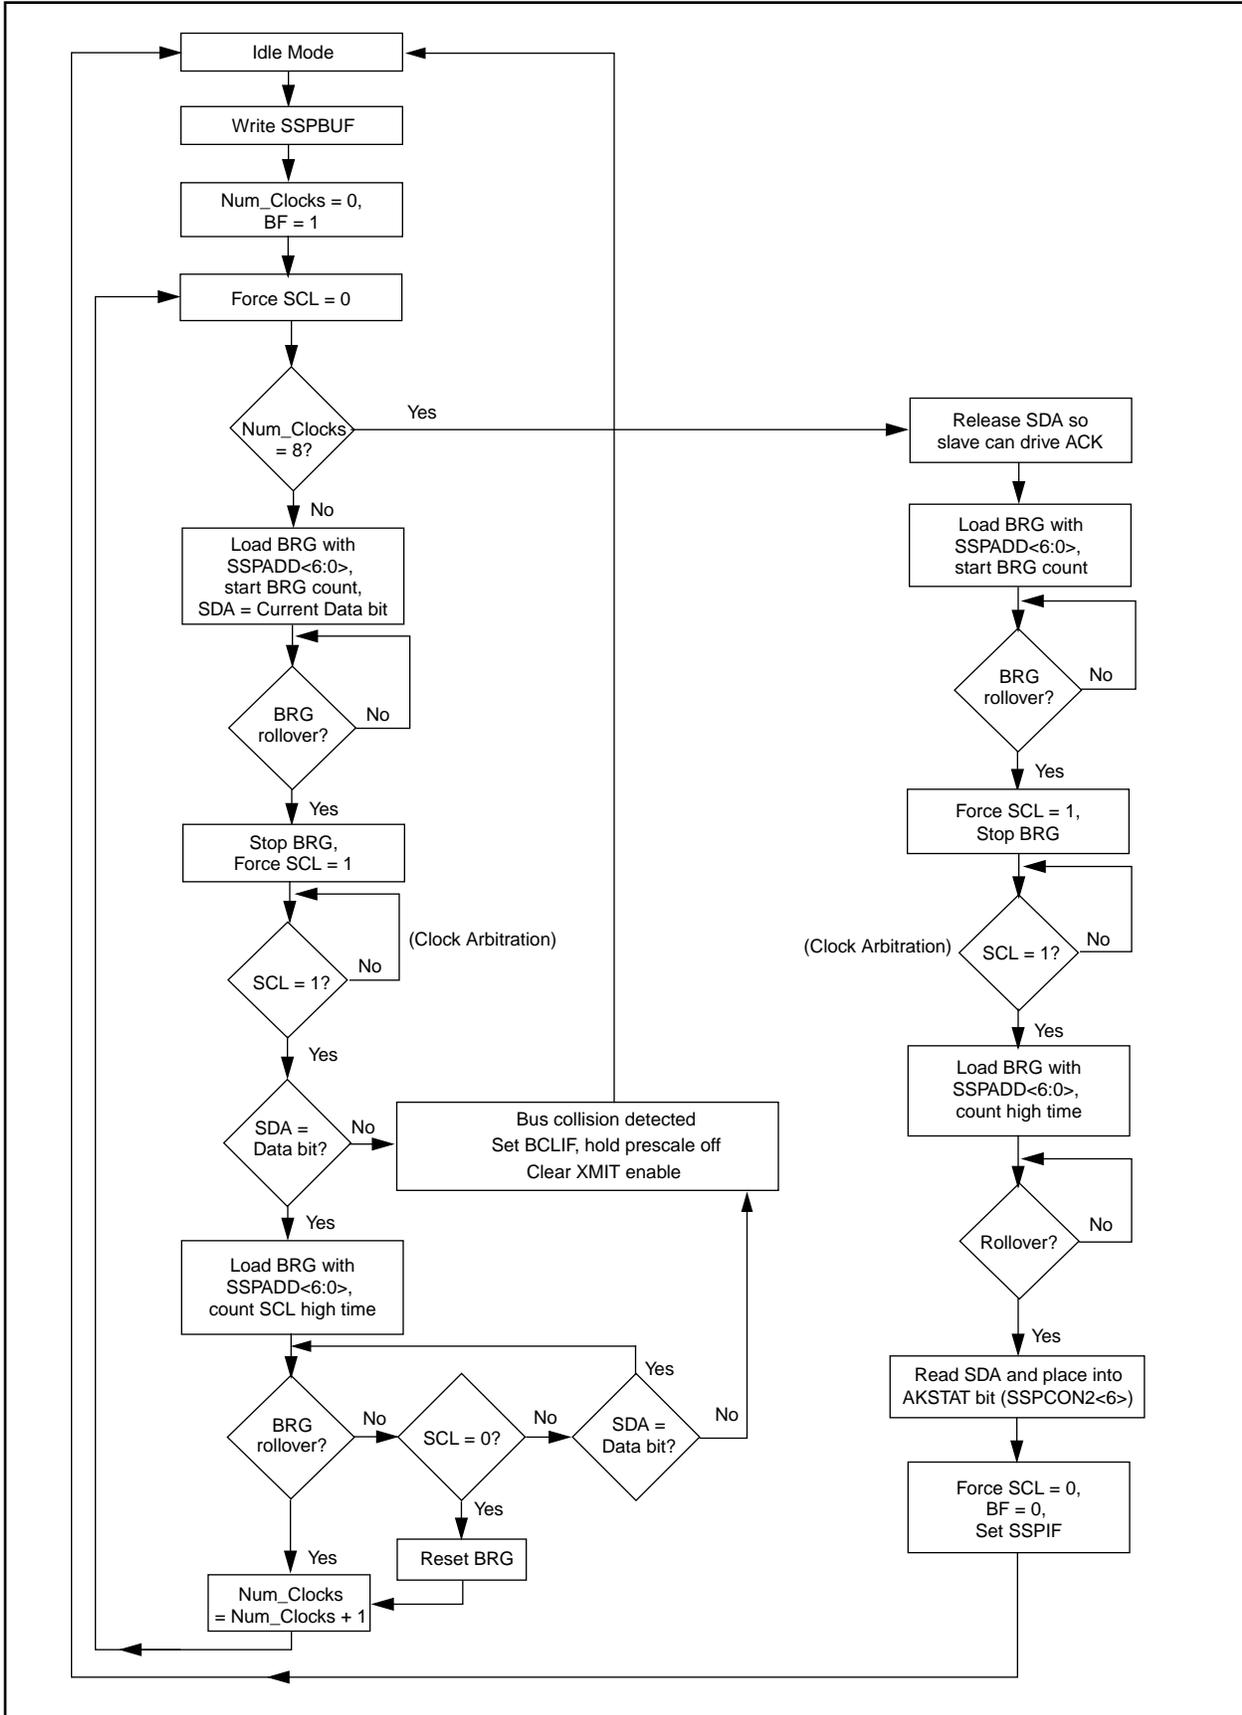 Idle Mode
Write SSPBUF
Num_Clocks = 0,
BF = 1
Force SCL = 0
Num_Clocks
= 8?
Yes
No
Load BRG with
SSPADD<6:0>,
start BRG count,
SDA = Current Data bit
BRG
rollover?
No
Yes
Stop BRG,
Force SCL = 1
SCL = 1?
No
(Clock Arbitration)
Yes
SDA =
Data bit?
No
Bus collision detected
Set BCLIF, hold prescale off
Clear XMIT enable
Yes
Load BRG with
SSPADD<6:0>,
count SCL high time
BRG
rollover?
No
SCL = 0?
No
SDA =
Data bit?
Yes
No
Yes
Reset BRG
Yes
Num_Clocks
= Num_Clocks + 1
Release SDA so
slave can drive ACK
Load BRG with
SSPADD<6:0>,
start BRG count
BRG
rollover?
No
Yes
Force SCL = 1,
Stop BRG
(Clock Arbitration)
SCL = 1?
No
Yes
Load BRG with
SSPADD<6:0>,
count high time
Rollover?
No
Yes
Read SDA and place into
AKSTAT bit (SSPCON2<6>)
Force SCL = 0,
BF = 0,
Set SSPIF